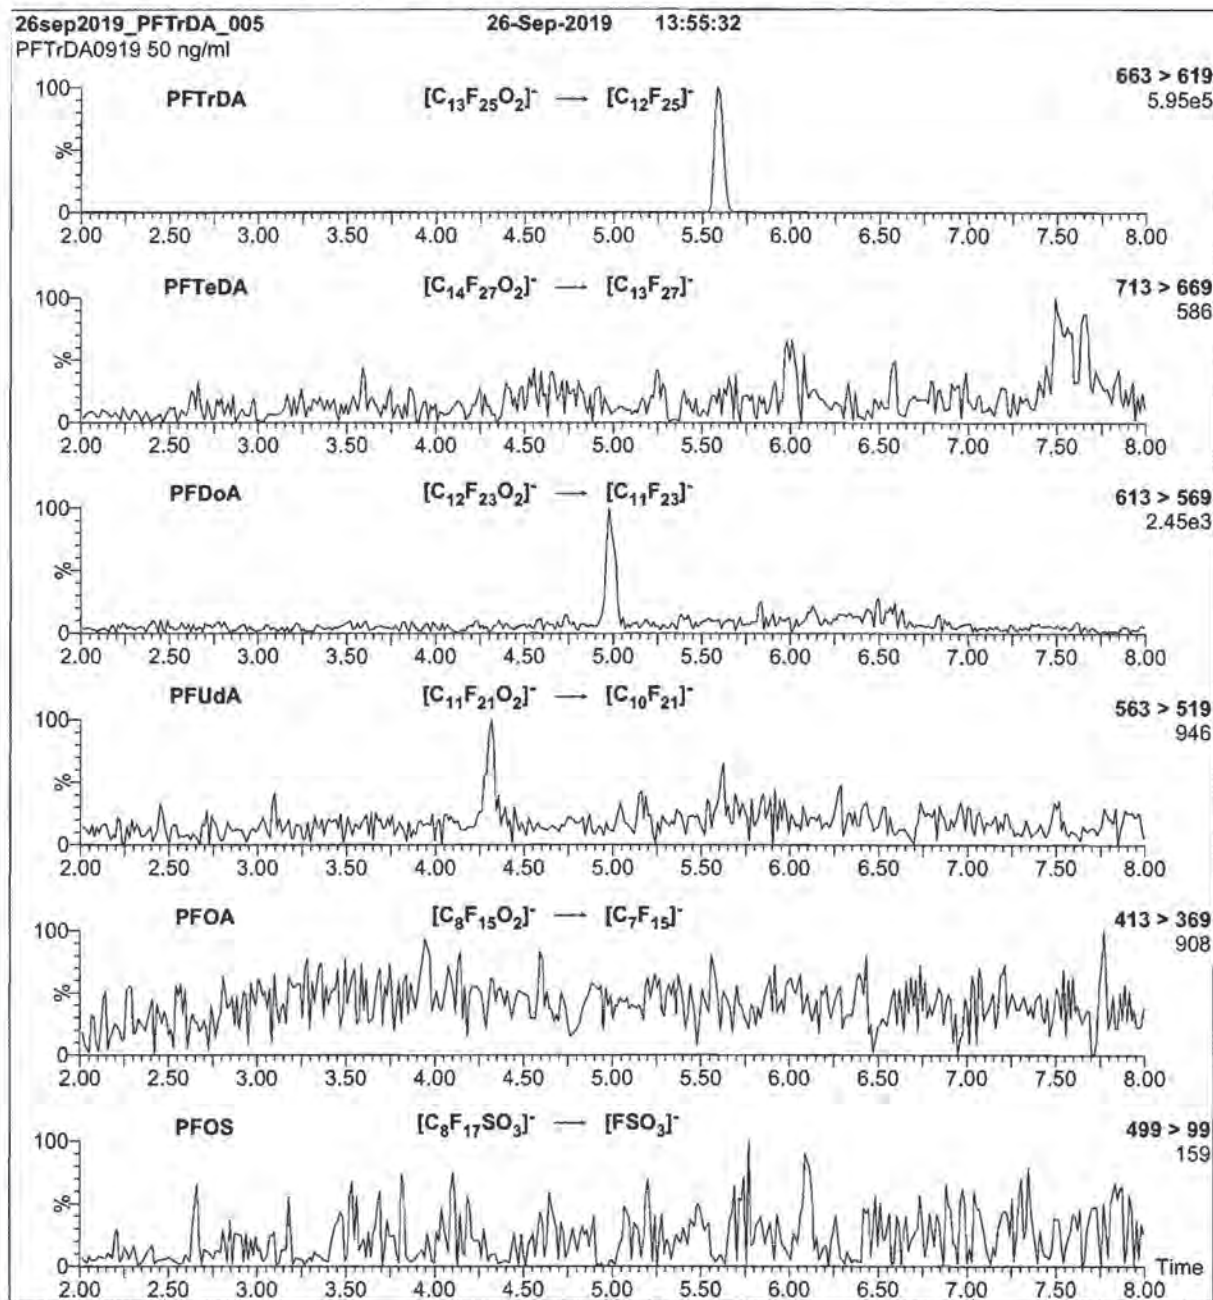 26sep2019_PFTrDA_005 26-Sep-2019 13:55:32
PFTrDA0919 50 ng/ml
663 > 619
5.95e5
PFTrDA [C₁₃F₂₅O₂]⁻ ⟶ [C₁₂F₂₅]⁻
100
%
0
2.00 2.50 3.00 3.50 4.00 4.50 5.00 5.50 6.00 6.50 7.00 7.50 8.00
PFTeDA [C₁₄F₂₇O₂]⁻ ⟶ [C₁₃F₂₇]⁻ 713 > 669
586
100
%
0
2.00 2.50 3.00 3.50 4.00 4.50 5.00 5.50 6.00 6.50 7.00 7.50 8.00
PFDoA [C₁₂F₂₃O₂]⁻ ⟶ [C₁₁F₂₃]⁻ 613 > 569
2.45e3
100
%
0
2.00 2.50 3.00 3.50 4.00 4.50 5.00 5.50 6.00 6.50 7.00 7.50 8.00
PFUdA [C₁₁F₂₁O₂]⁻ ⟶ [C₁₀F₂₁]⁻ 563 > 519
946
100
%
0
2.00 2.50 3.00 3.50 4.00 4.50 5.00 5.50 6.00 6.50 7.00 7.50 8.00
PFOA [C₈F₁₅O₂]⁻ ⟶ [C₇F₁₅]⁻ 413 > 369
908
100
%
0
2.00 2.50 3.00 3.50 4.00 4.50 5.00 5.50 6.00 6.50 7.00 7.50 8.00
PFOS [C₈F₁₇SO₃]⁻ ⟶ [FSO₃]⁻ 499 > 99
159
100
%
0
Time
2.00 2.50 3.00 3.50 4.00 4.50 5.00 5.50 6.00 6.50 7.00 7.50 8.00